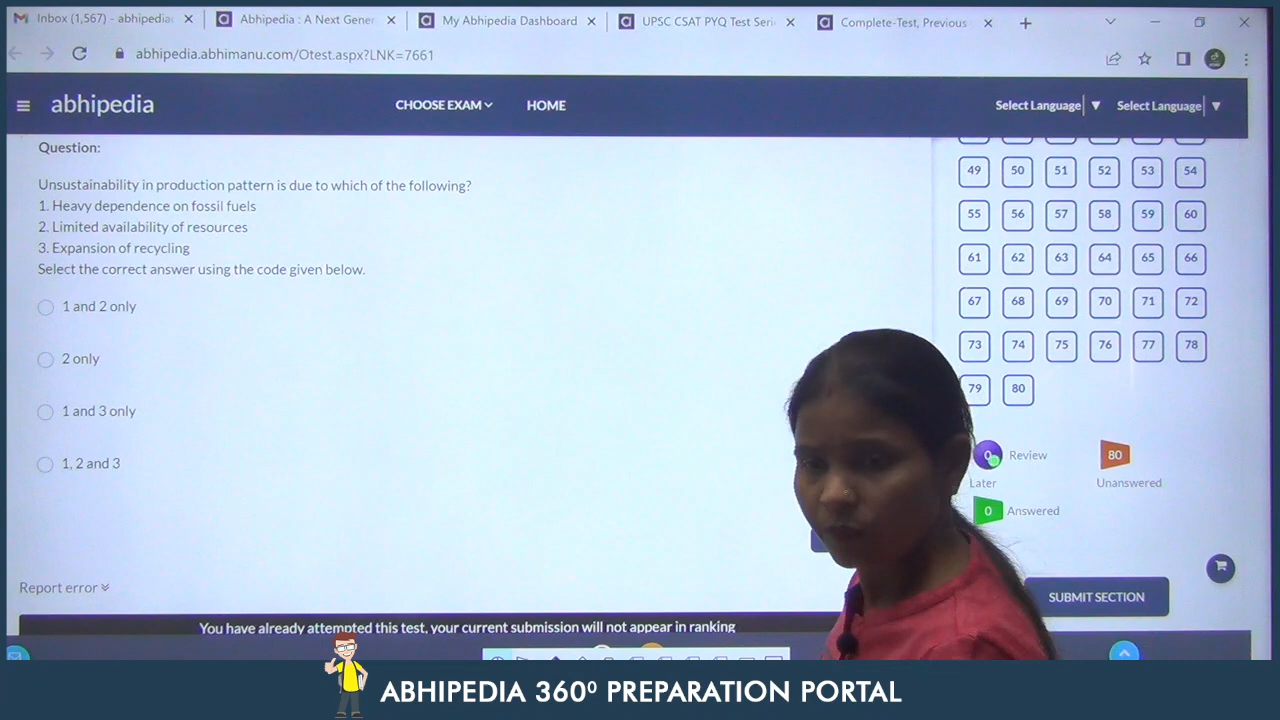 Inbox (1,567) - abhipedia
Abhipedia : A Next Gene
My Abhipedia Dashboard
UPSC CSAT PYQ Test Seri
Complete-Test, Previous
abhipedia.abhimanu.com/Otest.aspx?LNK=7661
abhipedia
CHOOSE EXAM
HOME
Select Language
Select Language
Question:
Unsustainability in production pattern is due to which of the following?
1. Heavy dependence on fossil fuels
2. Limited availability of resources
3. Expansion of recycling
Select the correct answer using the code given below.
1 and 2 only
2 only
1 and 3 only
1, 2 and 3
49 50 51 52 53 54
55 56 57 58 59 60
61 62 63 64 65 66
67 68 69 70 71 72
73 74 75 76 77 78
79 80
0 Review Later
80 Unanswered
0 Answered
Report error
SUBMIT SECTION
You have already attempted this test, your current submission will not appear in ranking
ABHIPEDIA 360⁰ PREPARATION PORTAL